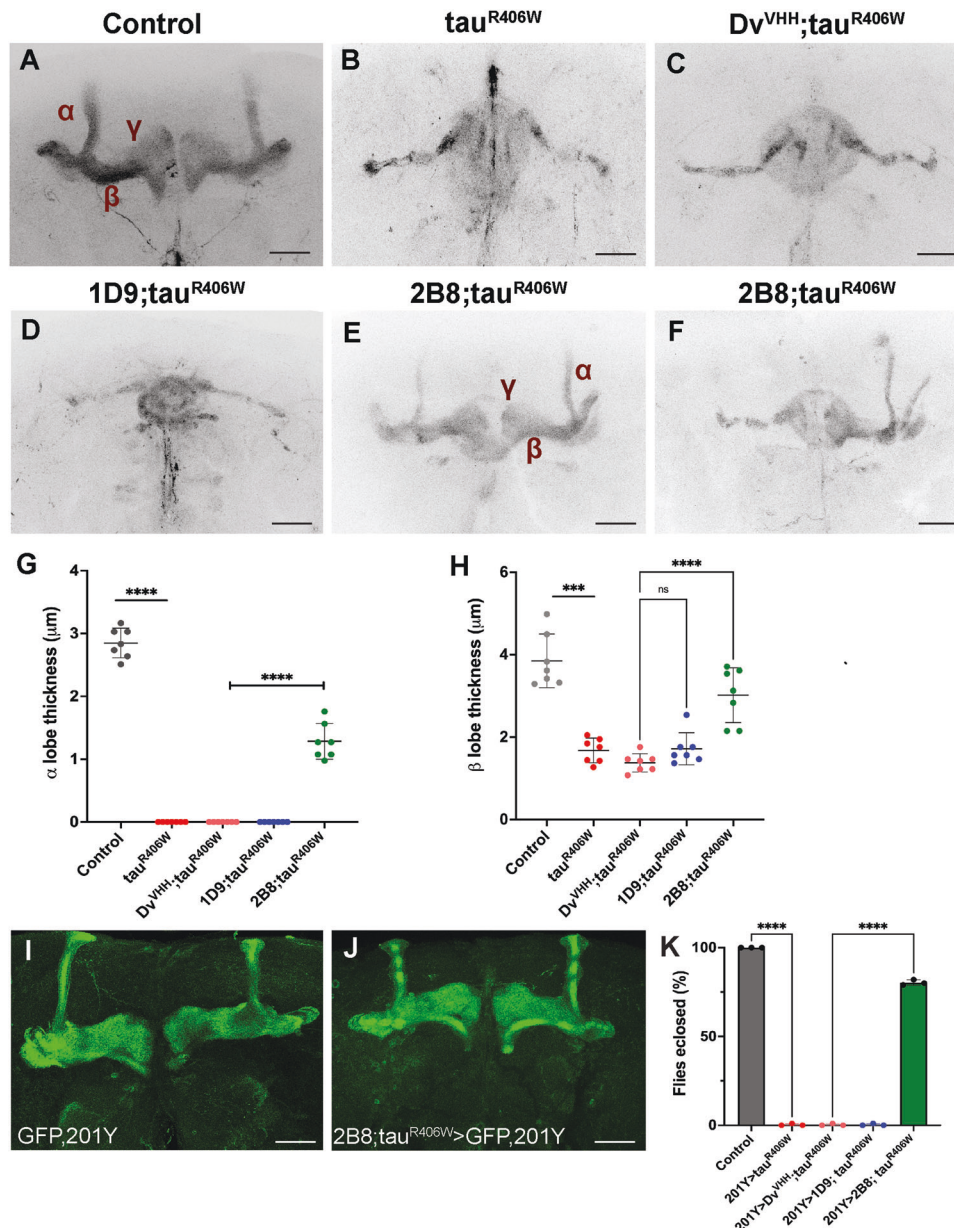 Control
tau^R406W
Dv^VHH;tau^R406W
A
α
γ
β
B
C
1D9;tau^R406W
2B8;tau^R406W
2B8;tau^R406W
D
E
γ
α
β
F
G
α lobe thickness (μm)
4
3
2
1
0
****
****
Control
tau^R406W
Dv^VHH;tau^R406W
1D9;tau^R406W
2B8;tau^R406W
H
β lobe thickness (μm)
6
4
2
0
***
ns
****
Control
tau^R406W
Dv^VHH;tau^R406W
1D9;tau^R406W
2B8;tau^R406W
I
GFP,201Y
J
2B8;tau^R406W>GFP,201Y
K
Flies eclosed (%)
100
50
0
****
****
Control
201Y>tau^R406W
201Y>Dv^VHH;tau^R406W
201Y>1D9; tau^R406W
201Y>2B8; tau^R406W